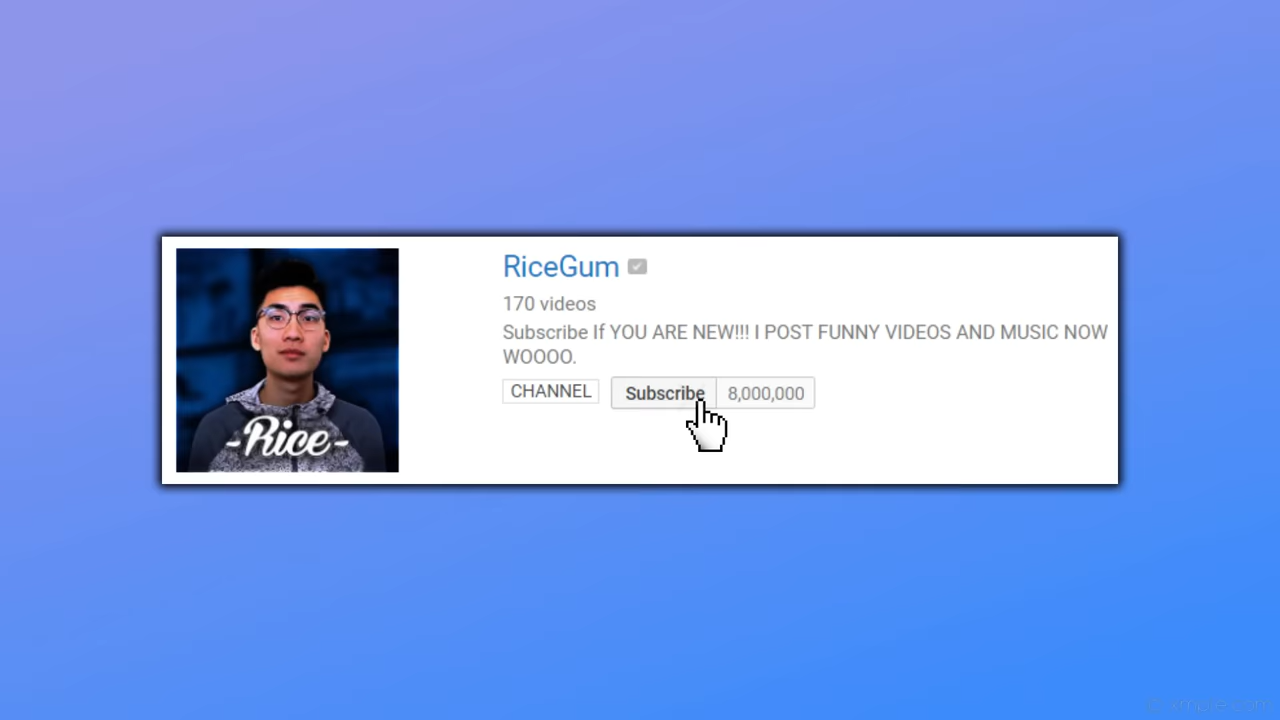 RiceGum
170 videos
Subscribe If YOU ARE NEW!!! I POST FUNNY VIDEOS AND MUSIC NOW
WOOOO.
CHANNEL Subscribe 8,000,000
-Rice-